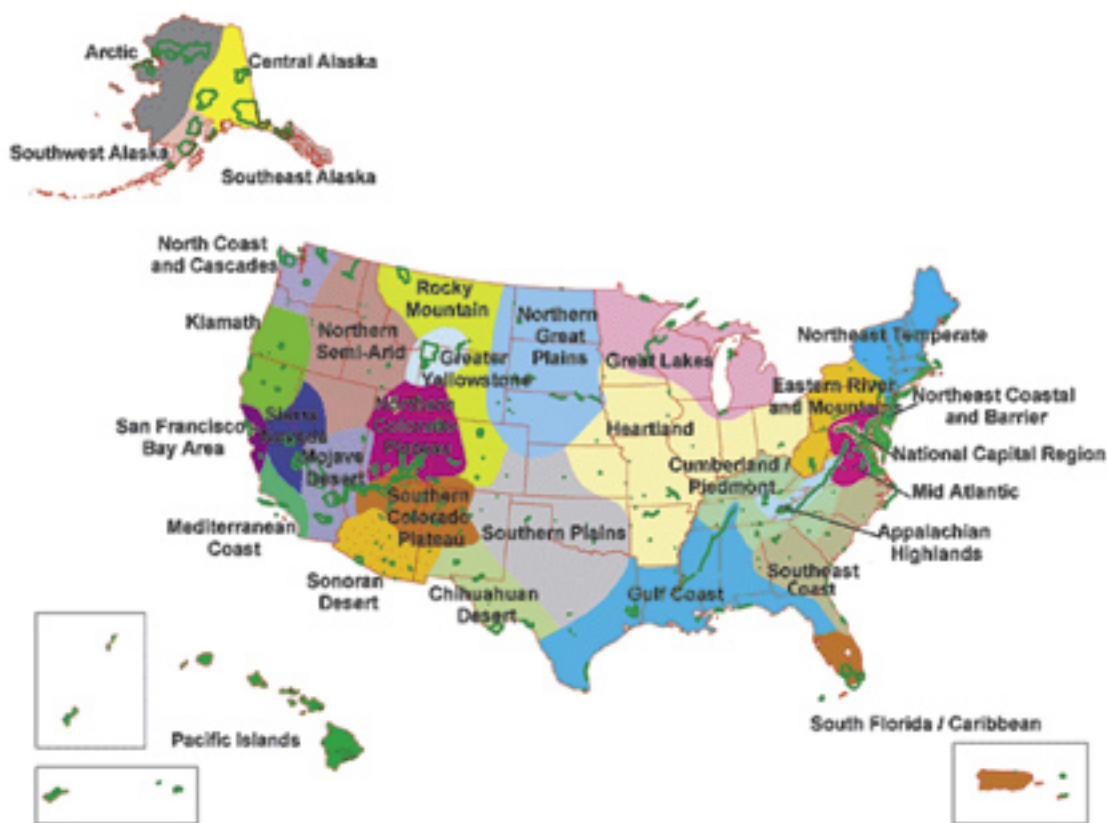 Arctic
Central Alaska
Southwest Alaska
Southeast Alaska
North Coast
and Cascades
Rocky
Mountain
Klamath
Northern
Semi-Arid
Northern
Great
Plains
Greater
Yellowstone
Great Lakes
Northeast Temperate
Eastern River
and Mountains
Northeast Coastal
and Barrier
San Francisco
Bay Area
Sierra
Nevada
Northern
Colorado
Plateau
Heartland
National Capital Region
Mojave
Desert
Cumberland /
Piedmont
Mid Atlantic
Mediterranean
Coast
Southern
Colorado
Plateau
Southern Plains
Appalachian
Highlands
Sonoran
Desert
Chihuahuan
Desert
Gulf Coast
Southeast
Coast
South Florida / Caribbean
Pacific Islands